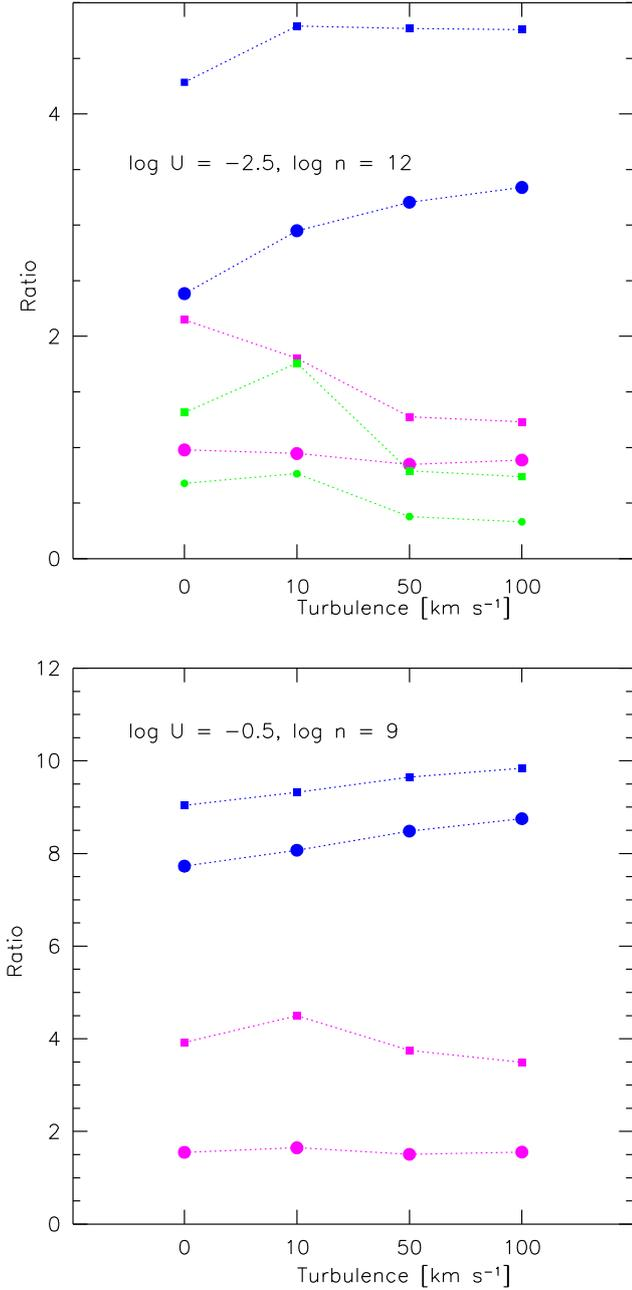 4
log U = −2.5, log n = 12
Ratio
2
0
0 10 50 100
Turbulence [km s⁻¹]
12
log U = −0.5, log n = 9
10
8
Ratio
6
4
2
0
0 10 50 100
Turbulence [km s⁻¹]